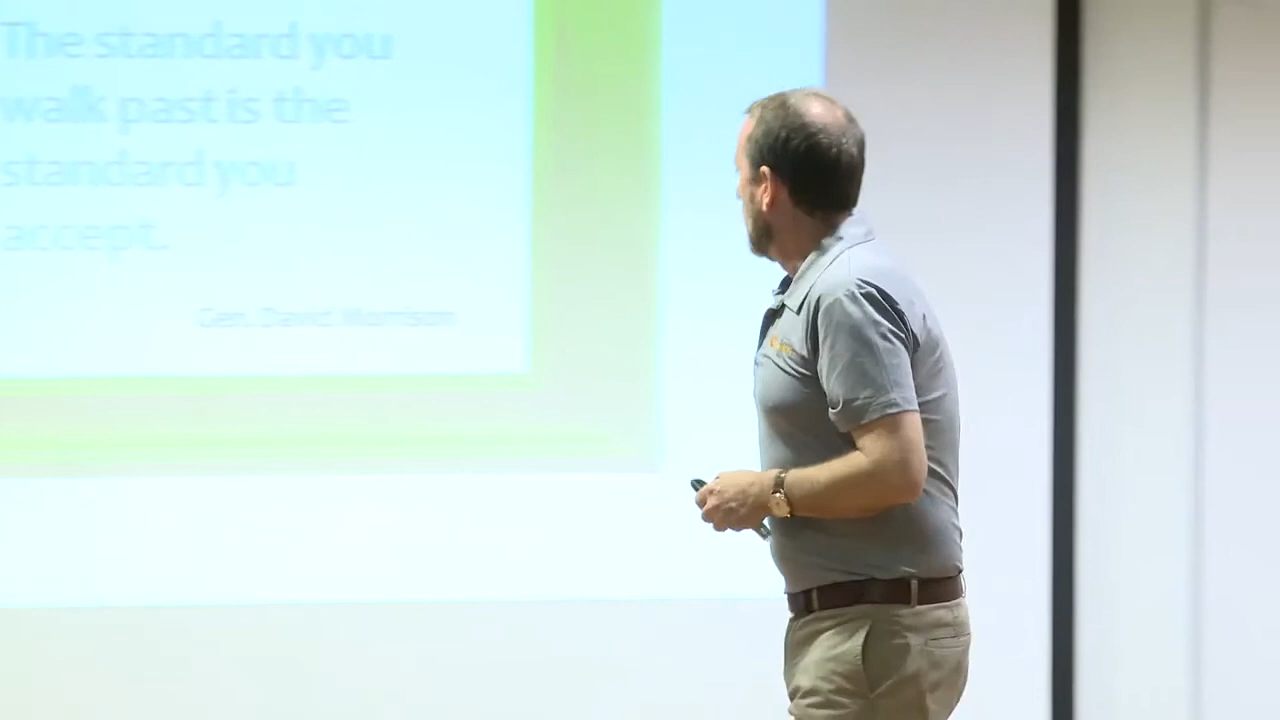 The standard you
walk past is the
standard you
accept.
Gen. David Morrison